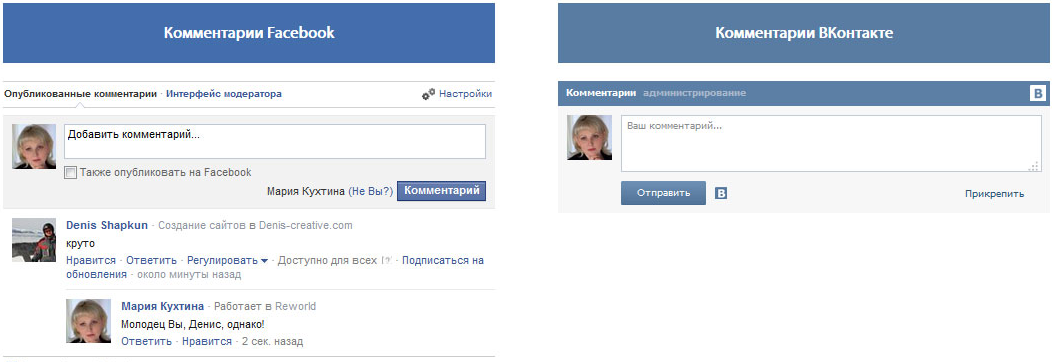 Комментарии Facebook
Опубликованные комментарии · Интерфейс модератора
Настройки
Добавить комментарий...
Также опубликовать на Facebook
Мария Кухтина (Не Вы?) Комментарий
Denis Shapkun · Создание сайтов в Denis-creative.com
круто
Нравится · Ответить · Регулировать · Доступно для всех [?] · Подписаться на
обновления · около минуты назад
Мария Кухтина · Работает в Reworld
Молодец Вы, Денис, однако!
Ответить · Нравится · 2 сек. назад
Комментарии ВКонтакте
Комментарии администрирование
В
Ваш комментарий...
Отправить В
Прикрепить